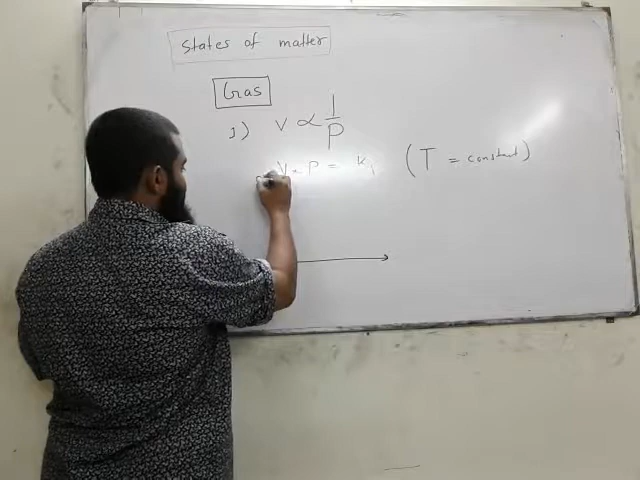 States of matter
Gas
1) V ∝ 1/P
V × P = K₁ (T = constant)